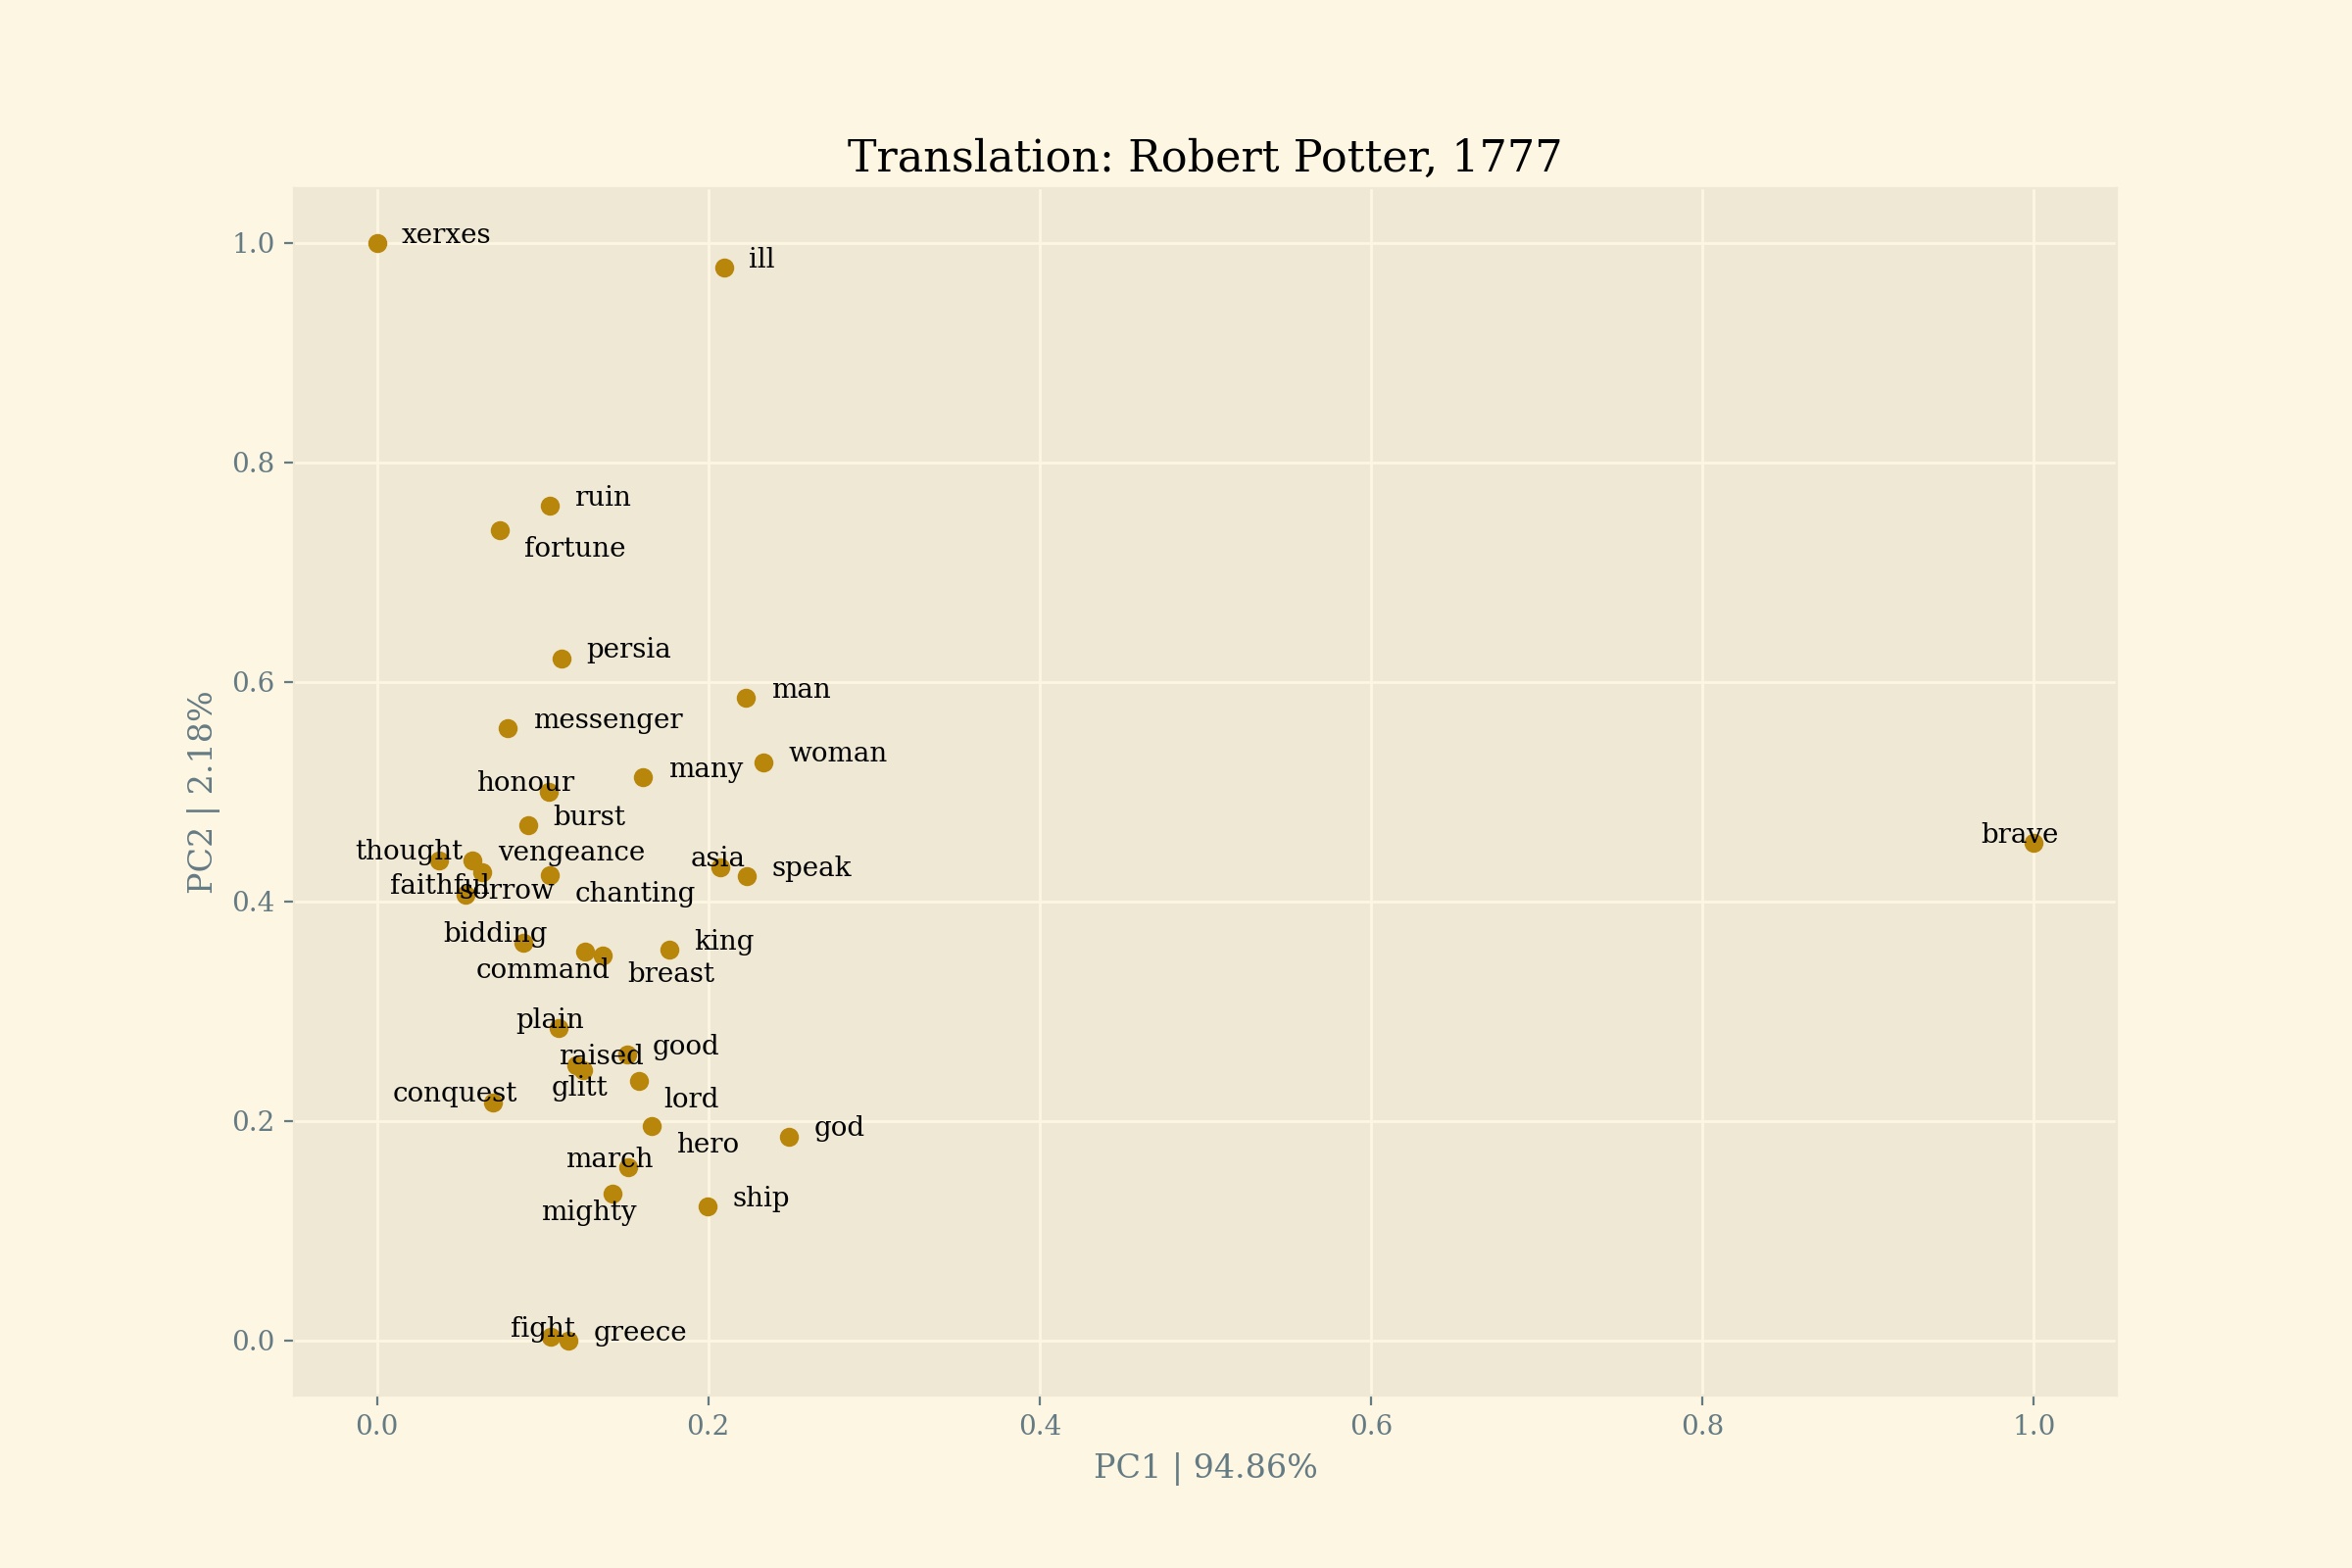 Translation: Robert Potter, 1777
xerxes
1.0
ill
0.8
ruin
fortune
persia
0.6
man
messenger
woman
many
honour
burst
brave
thought
vengeance
asia
speak
faithful
sorrow
chanting
0.4
bidding
king
command
breast
plain
good
raised
glitt
conquest
lord
0.2
god
hero
march
ship
mighty
fight
greece
0.0
PC2 | 2.18%
0.0 0.2 0.4 0.6 0.8 1.0
PC1 | 94.86%